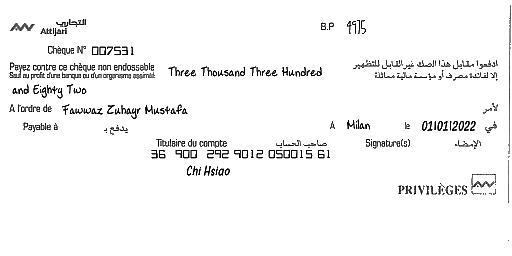 التجاري
Attijari
B.P 4975
Chèque N° 007531
Payez contre ce chèque non endossable
Sauf au profit d'une banque ou d'un organisme assimilé
Three Thousand Three Hundred
ادفعوا مقابل هذا الصك غير القابل للتظهير
إلا لفائدة مصرف أو مؤسسة مالية مماثلة
and Eighty Two
A l'ordre de Fawwaz Zuhayr Mustafa لأمر
Payable à يدفع بـ A Milan le 01/01/2022 في
Titulaire du compte صاحب الحساب Signature(s) الإمضاء
36 900 292 9012 050015 61
Chi Hsiao
PRIVILÈGES